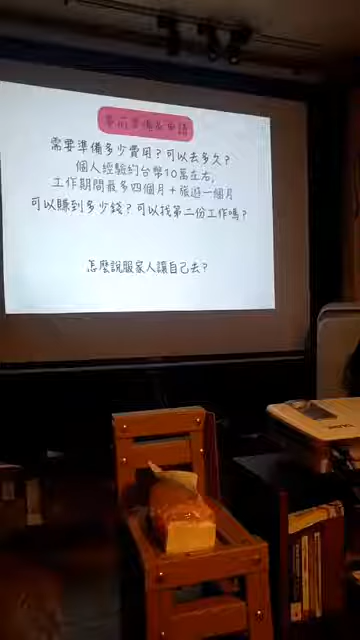 需要準備多少費用？可以去多久？
個人經驗約台幣10萬左右，
工作期間最多四個月＋旅遊一個月
可以賺到多少錢？可以找第二份工作嗎？
怎麼說服家人讓自己去？